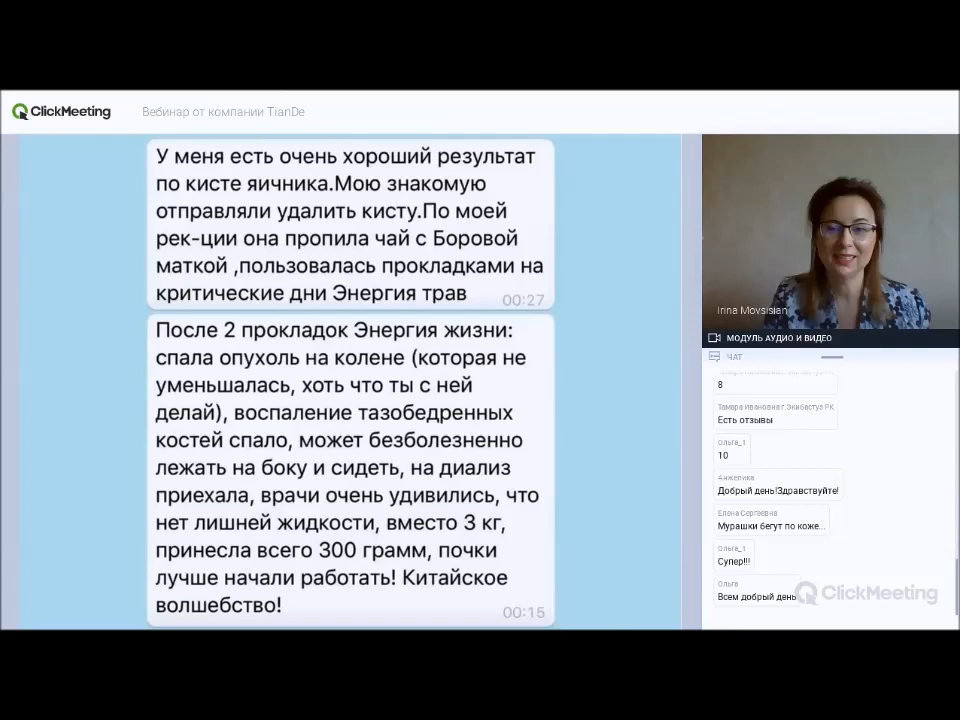 ClickMeeting
Вебинар от компании TianDe
У меня есть очень хороший результат
по кисте яичника.Мою знакомую
отправляли удалить кисту.По моей
рек-ции она пропила чай с Боровой
маткой ,пользовалась прокладками на
критические дни Энергия трав
00:27
После 2 прокладок Энергия жизни:
спала опухоль на колене (которая не
уменьшалась, хоть что ты с ней
делай), воспаление тазобедренных
костей спало, может безболезненно
лежать на боку и сидеть, на диализ
приехала, врачи очень удивились, что
нет лишней жидкости, вместо 3 кг,
принесла всего 300 грамм, почки
лучше начали работать! Китайское
волшебство!
00:15
Irina Movsisian
МОДУЛЬ АУДИО И ВИДЕО
ЧАТ
8
Тамара Ивановна г.Экибастуз РК
Есть отзывы
Ольга_1
10
Анжелика
Добрый день!Здравствуйте!
Елена Сергеевна
Мурашки бегут по коже...
Ольга_1
Супер!!!
Ольга
Всем добрый день
ClickMeeting